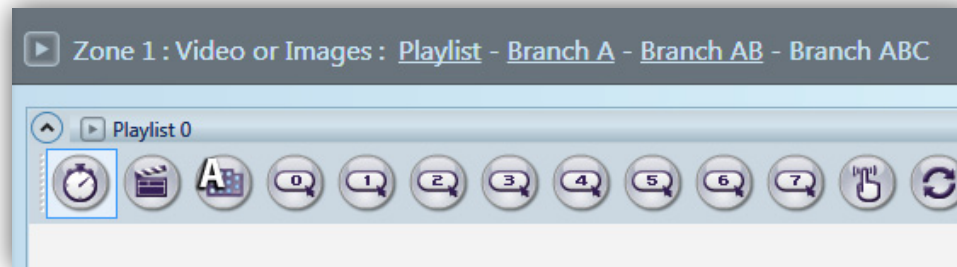 Zone 1 : Video or Images : Playlist - Branch A - Branch AB - Branch ABC
Playlist 0
A 0 1 2 3 4 5 6 7